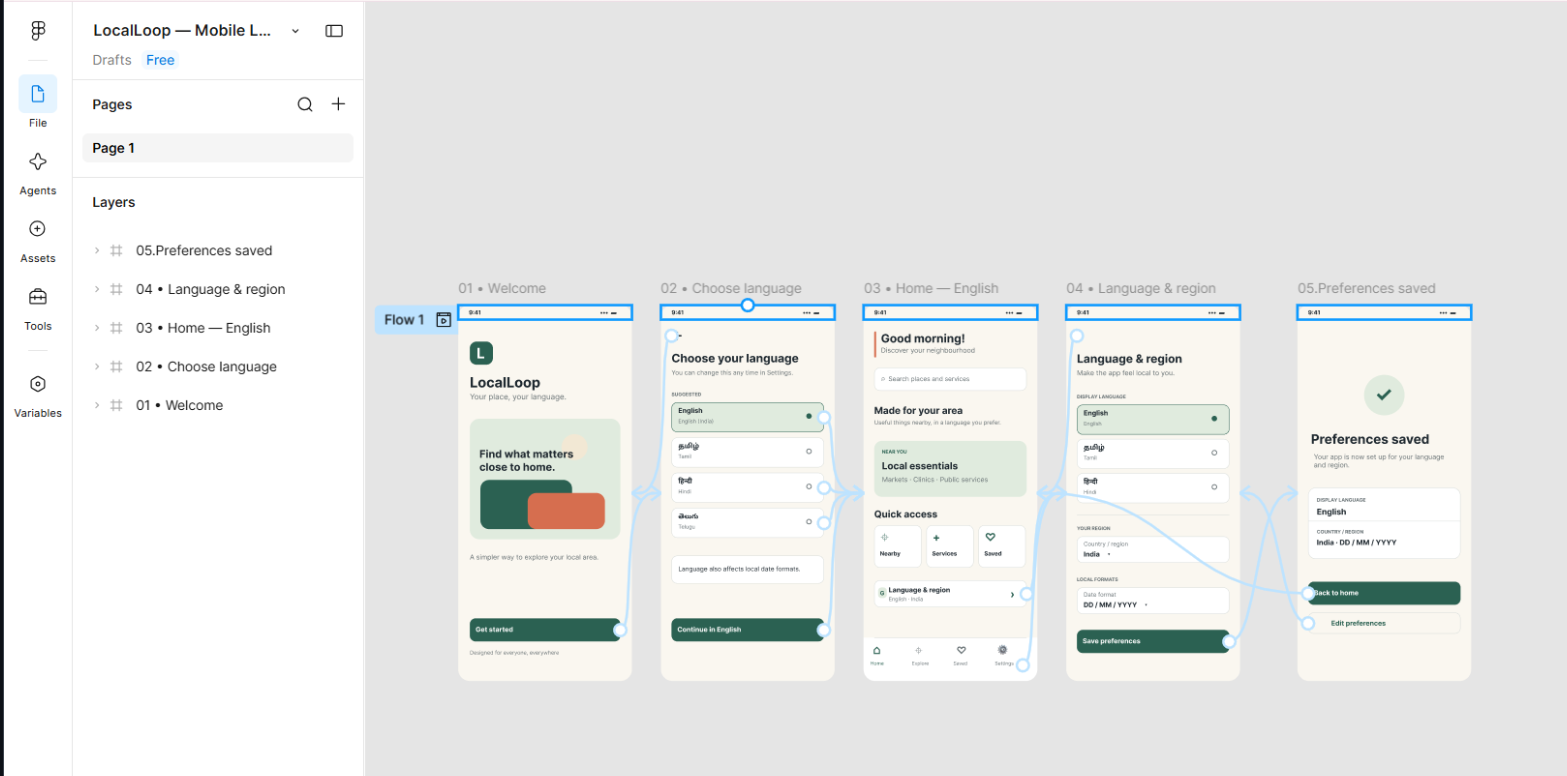 LocalLoop — Mobile L...
Drafts Free
File
Agents
Assets
Tools
Variables
Pages
Page 1
Layers
05.Preferences saved
04 • Language & region
03 • Home — English
02 • Choose language
01 • Welcome
Flow 1
01 • Welcome
9:41
L
LocalLoop
Your place, your language.
Find what matters
close to home.
A simpler way to explore your local area.
Get started
Designed for everyone, everywhere
02 • Choose language
9:41
Choose your language
You can change this any time in Settings.
SUGGESTED
English
English (India)
தமிழ்
Tamil
हिन्दी
Hindi
తెలుగు
Telugu
Language also affects local date formats.
Continue in English
03 • Home — English
9:41
Good morning!
Discover your neighbourhood
Search places and services
Made for your area
Useful things nearby, in a language you prefer.
NEAR YOU
Local essentials
Markets · Clinics · Public services
Quick access
Nearby
Services
Saved
G
Language & region
English · India
Home
Explore
Saved
Settings
04 • Language & region
9:41
Language & region
Make the app feel local to you.
DISPLAY LANGUAGE
English
English
தமிழ்
Tamil
हिन्दी
Hindi
YOUR REGION
Country / region
India
LOCAL FORMATS
Date format
DD / MM / YYYY
Save preferences
05.Preferences saved
9:41
Preferences saved
Your app is now set up for your language
and region.
DISPLAY LANGUAGE
English
COUNTRY / REGION
India · DD / MM / YYYY
Back to home
Edit preferences